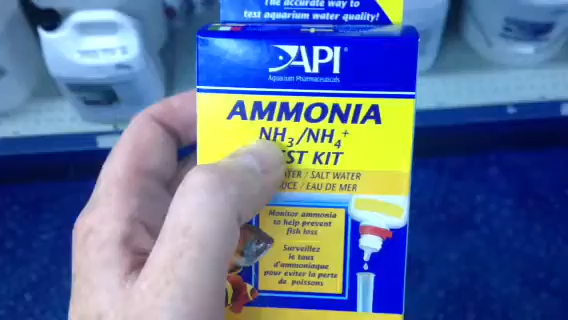 The accurate way to
test aquarium water quality!
API
Aquarium Pharmaceuticals
AMMONIA
NH3/NH4+
ST KIT
ATER / SALT WATER
UCE / EAU DE MER
Monitor ammonia
to help prevent
fish loss
Surveillez
le taux
d'ammoniaque
pour eviter la perte
de poissons